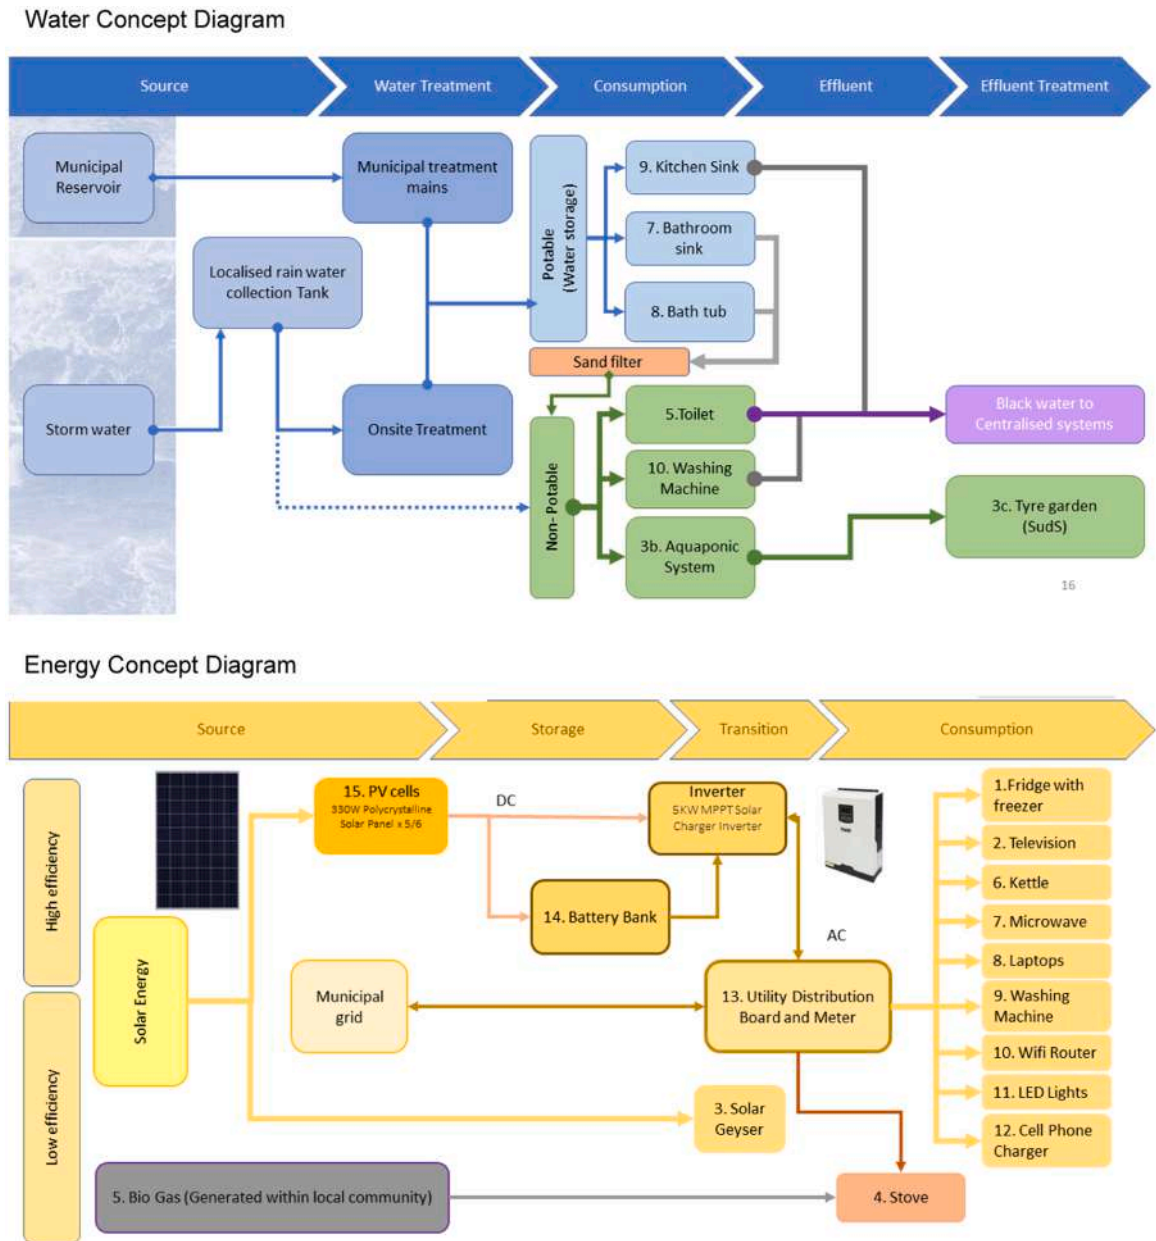 Water Concept Diagram
Source
Water Treatment
Consumption
Effluent
Effluent Treatment
Municipal
Reservoir
Municipal treatment
mains
Potable
(Water storage)
9. Kitchen Sink
7. Bathroom
sink
Localised rain water
collection Tank
8. Bath tub
Sand filter
Storm water
Onsite Treatment
Non- Potable
5.Toilet
Black water to
Centralised systems
10. Washing
Machine
3b. Aquaponic
System
3c. Tyre garden
(SudS)
16
Energy Concept Diagram
Source
Storage
Transition
Consumption
High efficiency
15. PV cells
330W Polycrystalline
Solar Panel x 5/6
DC
Inverter
5KW MPPT Solar
Charger Inverter
1.Fridge with
freezer
2. Television
6. Kettle
14. Battery Bank
7. Microwave
AC
8. Laptops
Solar Energy
Municipal
grid
13. Utility Distribution
Board and Meter
9. Washing
Machine
10. Wifi Router
Low efficiency
11. LED Lights
3. Solar
Geyser
12. Cell Phone
Charger
5. Bio Gas (Generated within local community)
4. Stove